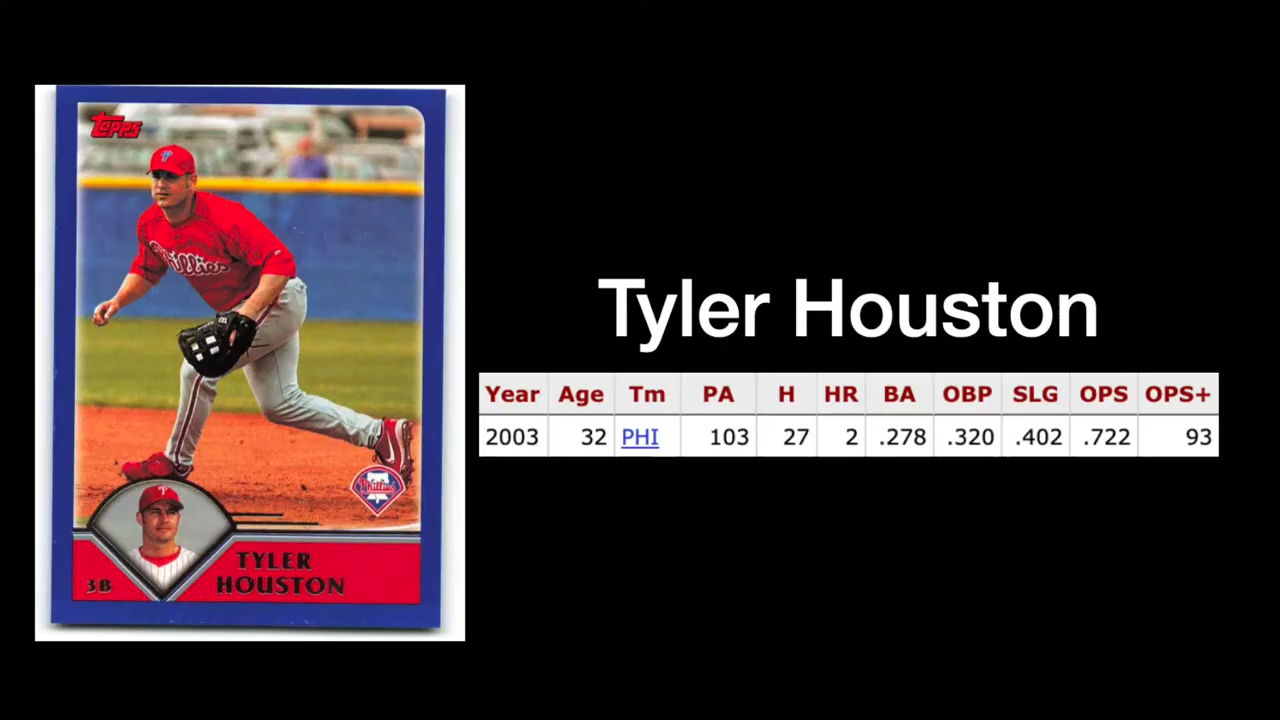 Topps
Phillies
Phillies
3B
TYLER
HOUSTON
Tyler Houston
Year Age Tm PA H HR BA OBP SLG OPS OPS+
2003 32 PHI 103 27 2 .278 .320 .402 .722 93